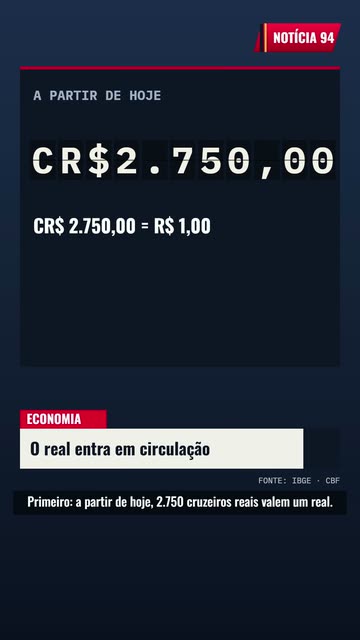 NOTÍCIA 94
A PARTIR DE HOJE
CR$2.750,00
CR$ 2.750,00 = R$ 1,00
ECONOMIA
O real entra em circulação
FONTE: IBGE · CBF
Primeiro: a partir de hoje, 2.750 cruzeiros reais valem um real.